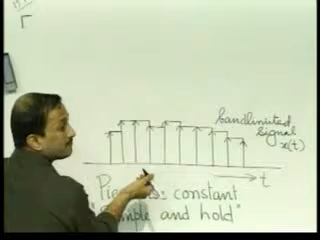 bandlimited
signal
x(t)
t
constant
and hold"